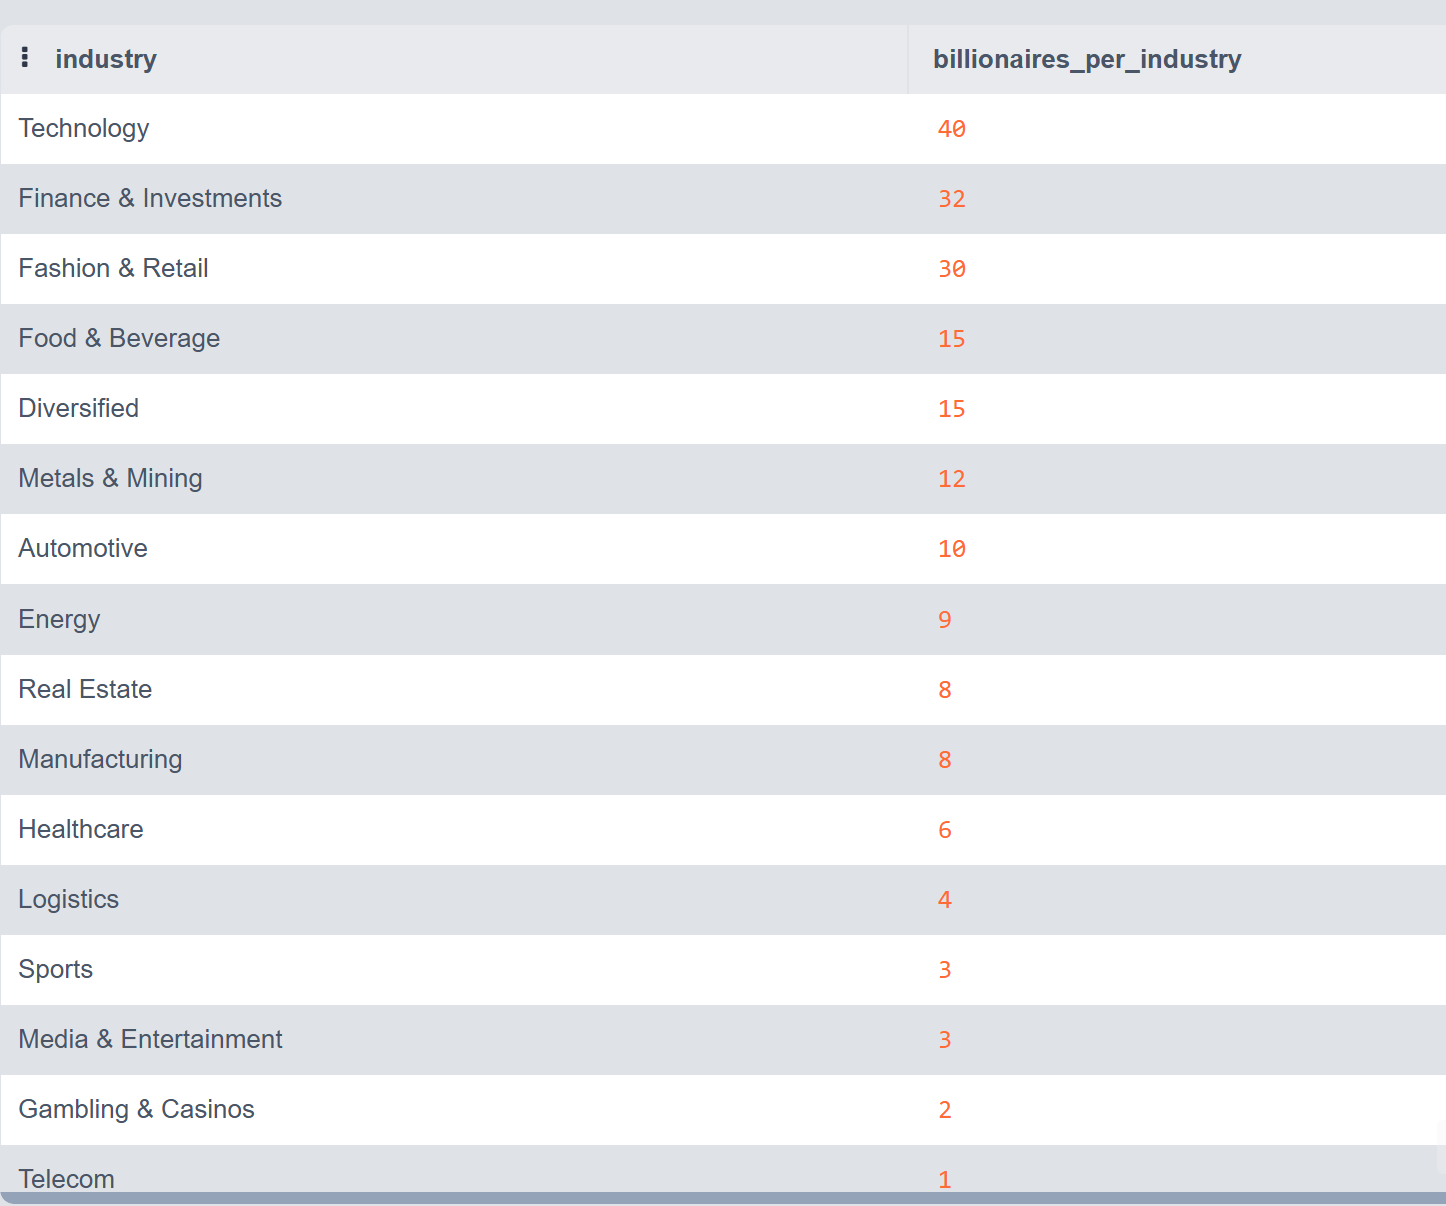 industry billionaires_per_industry
Technology 40
Finance & Investments 32
Fashion & Retail 30
Food & Beverage 15
Diversified 15
Metals & Mining 12
Automotive 10
Energy 9
Real Estate 8
Manufacturing 8
Healthcare 6
Logistics 4
Sports 3
Media & Entertainment 3
Gambling & Casinos 2
Telecom 1